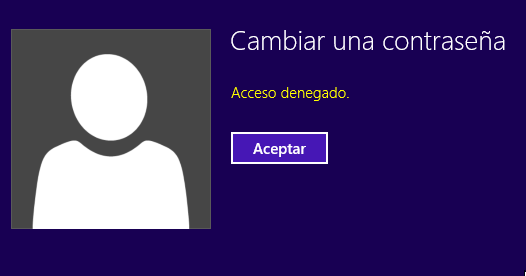 Cambiar una contraseña
Acceso denegado.
Aceptar